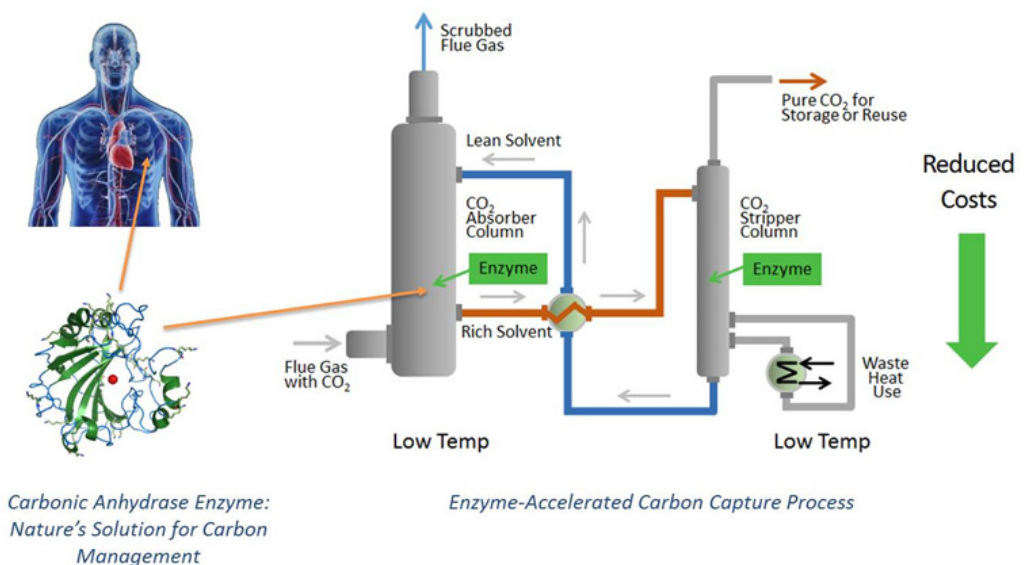 Scrubbed
Flue Gas
Pure CO₂ for
Storage or Reuse
Lean Solvent
Reduced
Costs
CO₂
Absorber
Column
CO₂
Stripper
Column
Enzyme
Enzyme
Rich Solvent
Flue Gas
with CO₂
Waste
Heat
Use
M
Low Temp
Low Temp
Carbonic Anhydrase Enzyme:
Nature's Solution for Carbon
Management
Enzyme-Accelerated Carbon Capture Process